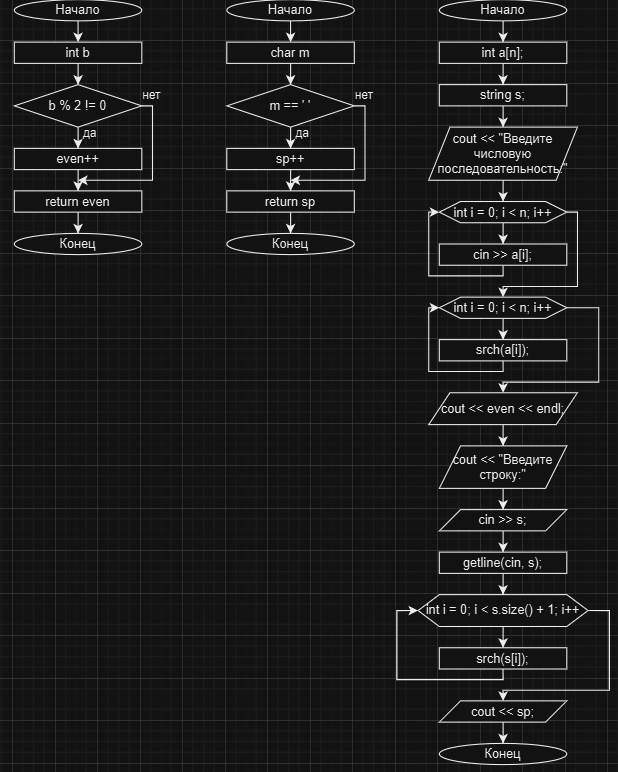 Начало
int b
b % 2 != 0
нет
да
even++
return even
Конец
Начало
char m
m == ' '
нет
да
sp++
return sp
Конец
Начало
int a[n];
string s;
cout << "Введите
числовую
последовательность:"
int i = 0; i < n; i++
cin >> a[i];
int i = 0; i < n; i++
srch(a[i]);
cout << even << endl;
cout << "Введите
строку:"
cin >> s;
getline(cin, s);
int i = 0; i < s.size() + 1; i++
srch(s[i]);
cout << sp;
Конец